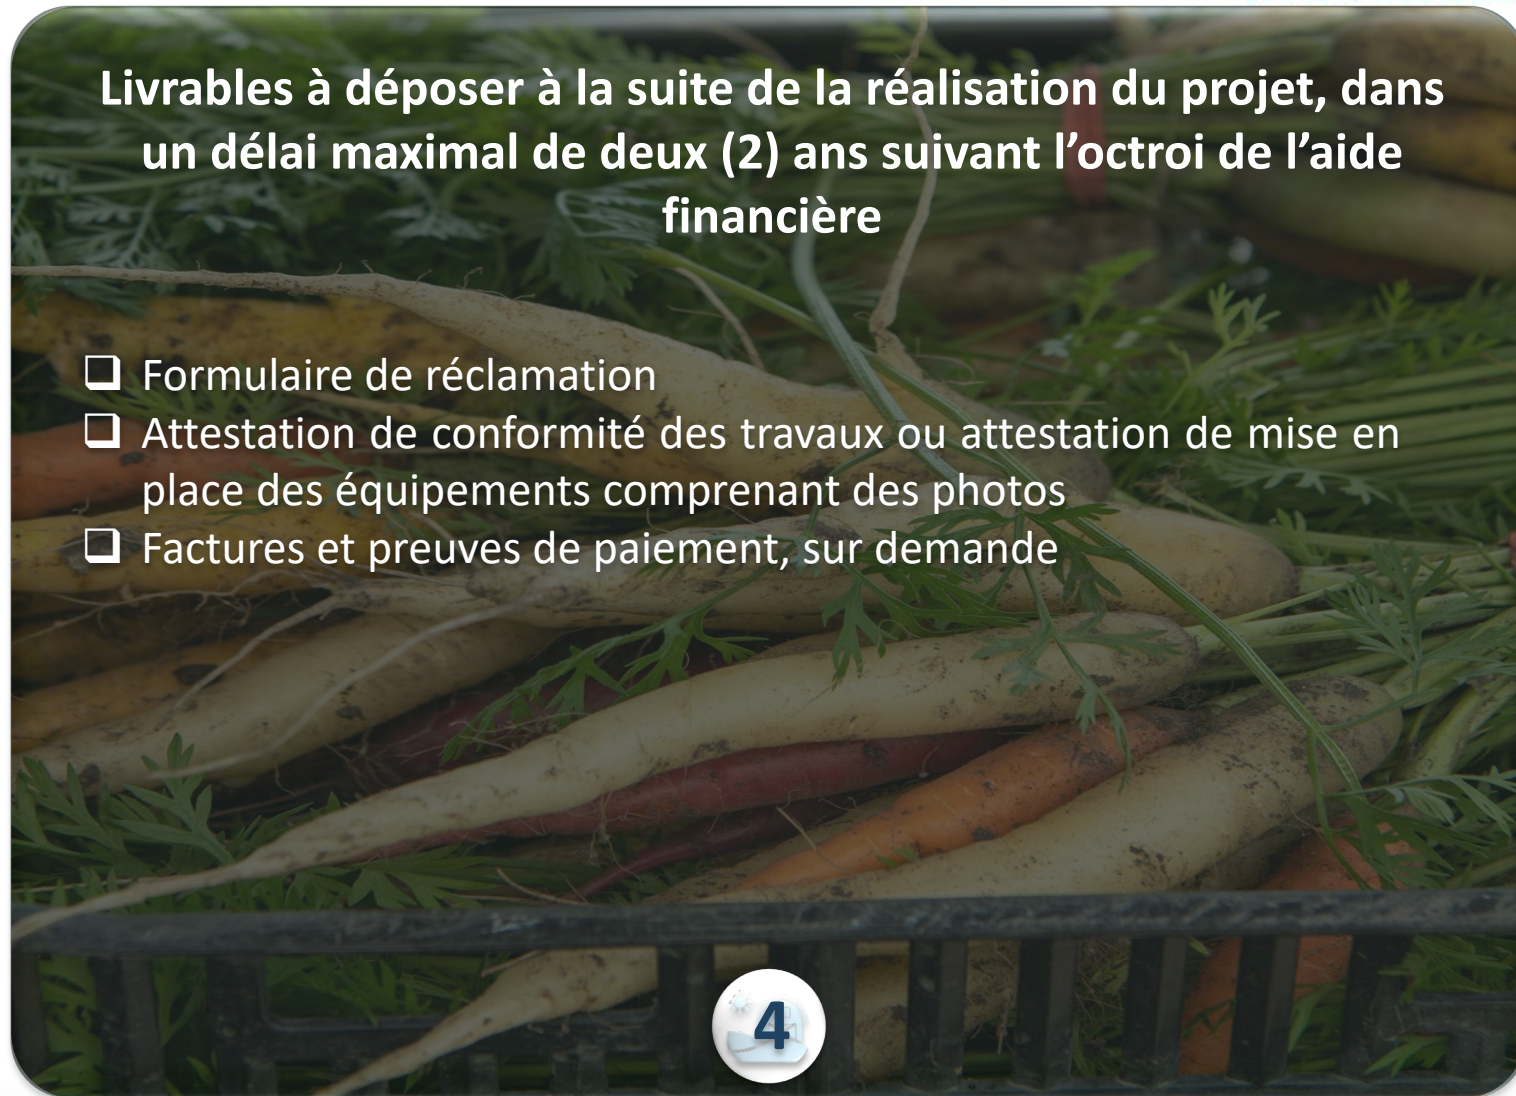 Livrables à déposer à la suite de la réalisation du projet, dans
un délai maximal de deux (2) ans suivant l’octroi de l’aide
financière
❑ Formulaire de réclamation
❑ Attestation de conformité des travaux ou attestation de mise en
place des équipements comprenant des photos
❑ Factures et preuves de paiement, sur demande
4